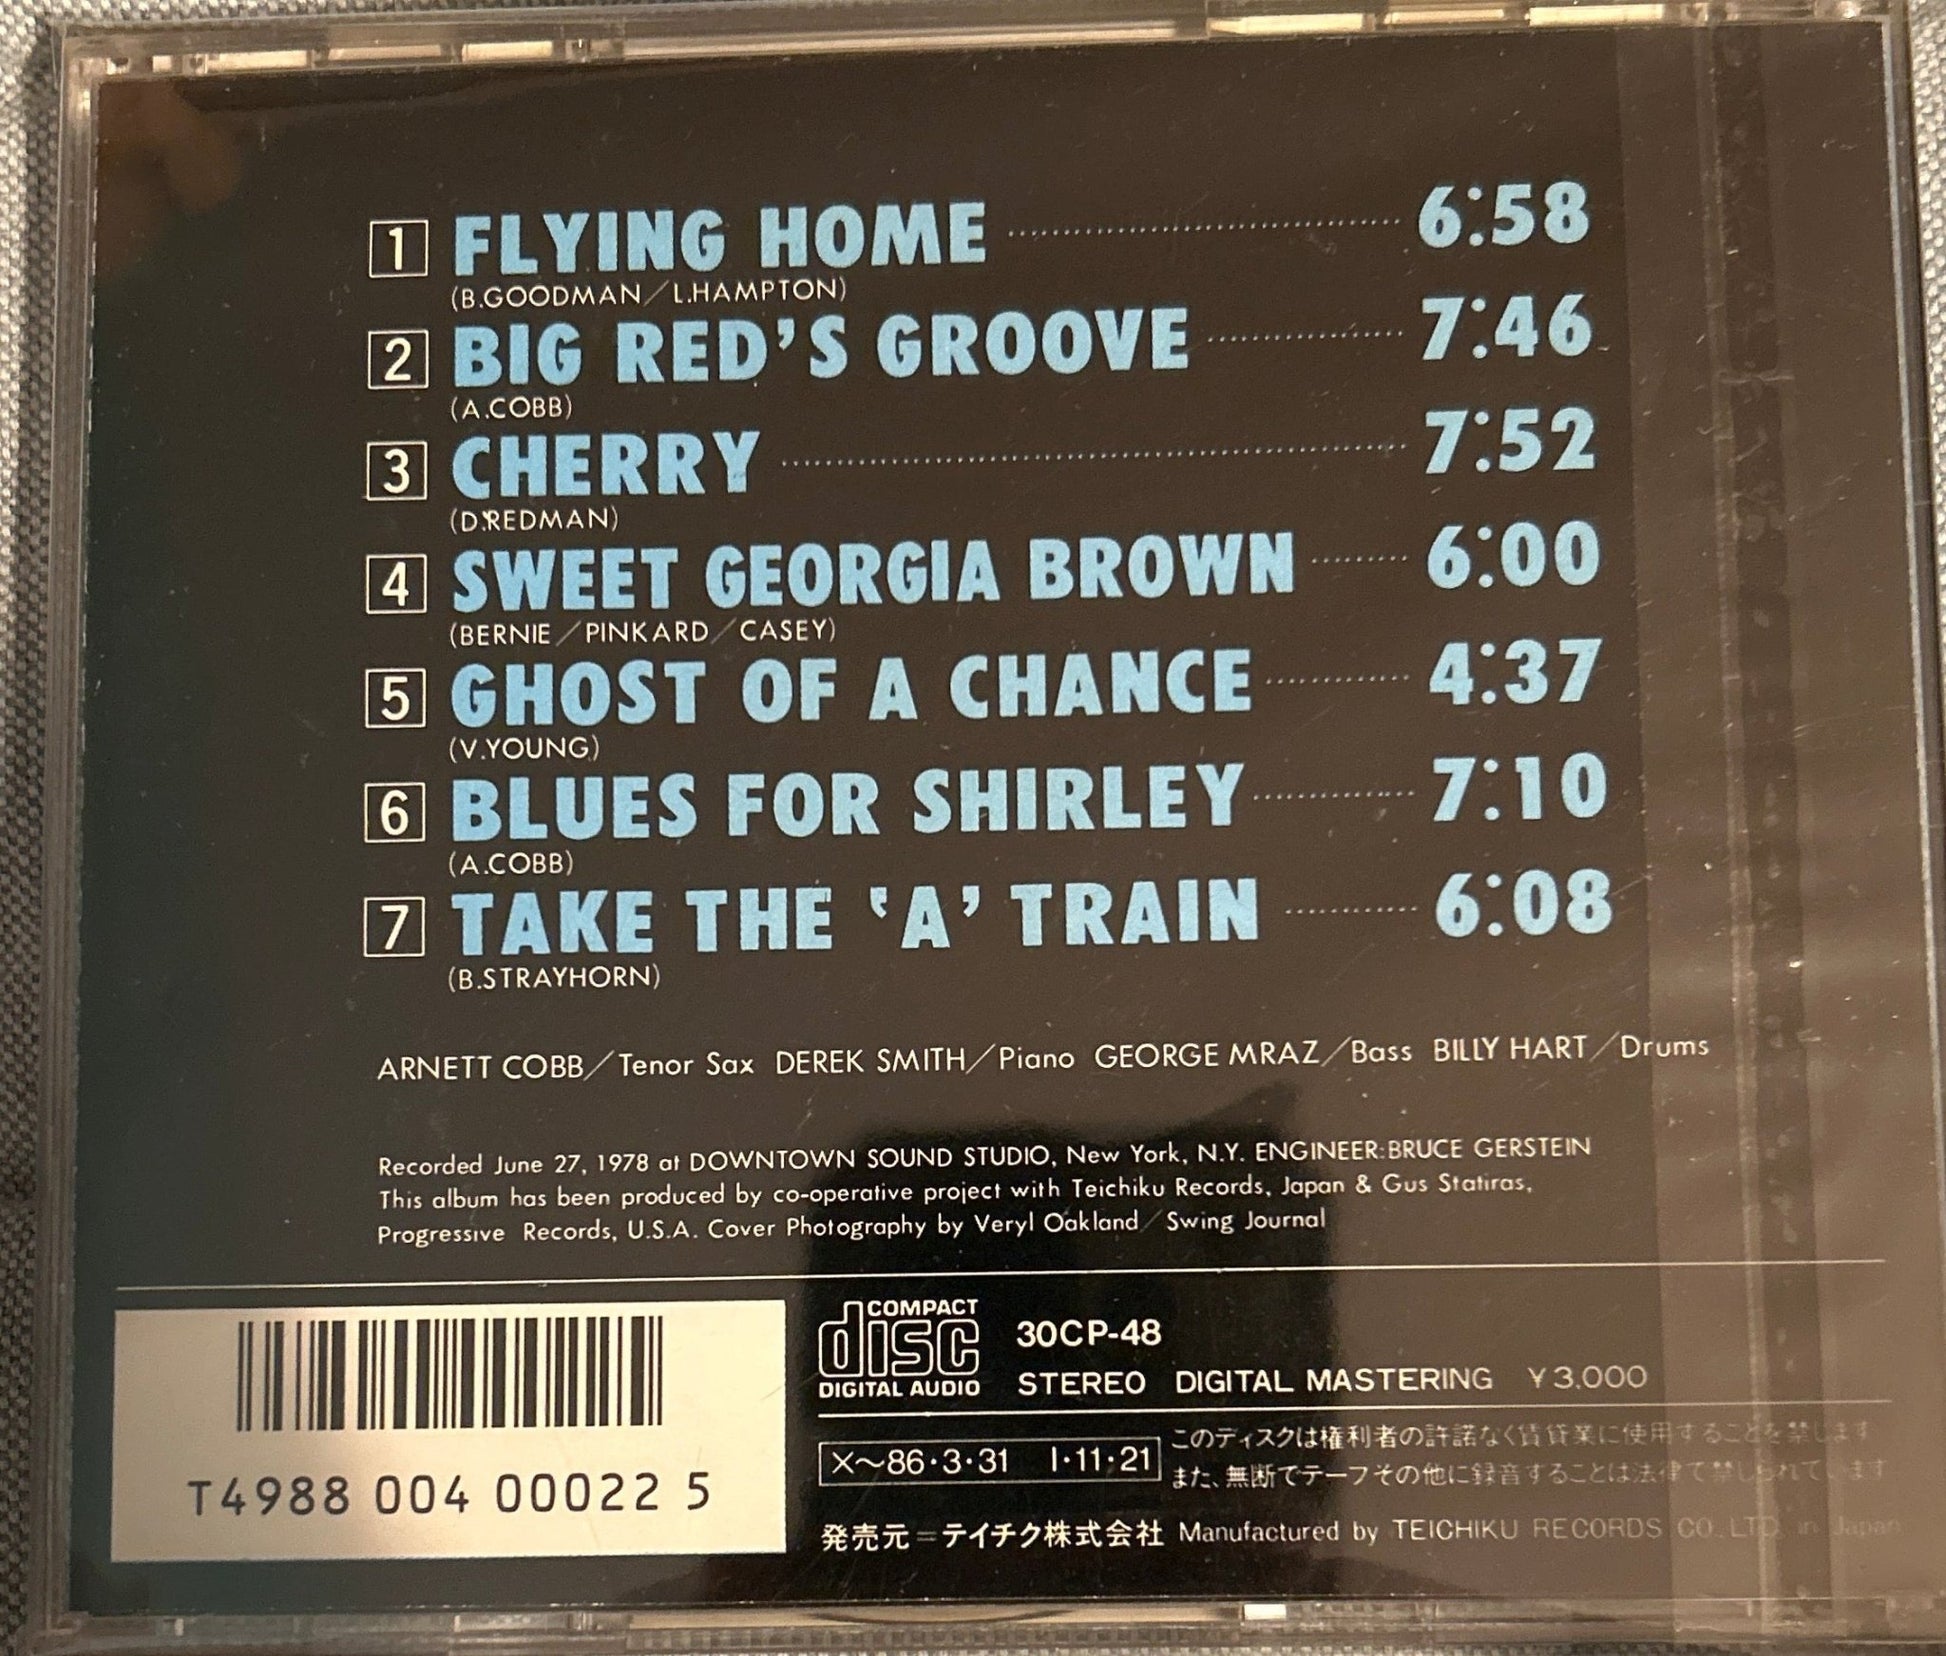 1 FLYING HOME 6:58
(B.GOODMAN/L.HAMPTON)
2 BIG RED'S GROOVE 7:46
(A.COBB)
3 CHERRY 7:52
(D.REDMAN)
4 SWEET GEORGIA BROWN 6:00
(BERNIE/PINKARD/CASEY)
5 GHOST OF A CHANCE 4:37
(V.YOUNG)
6 BLUES FOR SHIRLEY 7:10
(A.COBB)
7 TAKE THE 'A' TRAIN 6:08
(B.STRAYHORN)
ARNETT COBB/Tenor Sax DEREK SMITH/Piano GEORGE MRAZ/Bass BILLY HART/Drums
Recorded June 27, 1978 at DOWNTOWN SOUND STUDIO, New York, N.Y. ENGINEER:BRUCE GERSTEIN
This album has been produced by co-operative project with Teichiku Records, Japan & Gus Statiras,
Progressive Records, U.S.A. Cover Photography by Veryl Oakland/Swing Journal
T4988 004 00022 5
COMPACT disc DIGITAL AUDIO
30CP-48
STEREO DIGITAL MASTERING ¥3,000
X〜86・3・31 I・11・21
このディスクは権利者の許諾なく賃貸業に使用することを禁じます
また、無断でテープその他に録音することは法律で禁じられています
発売元=テイチク株式会社 Manufactured by TEICHIKU RECORDS CO.,LTD. in Japan